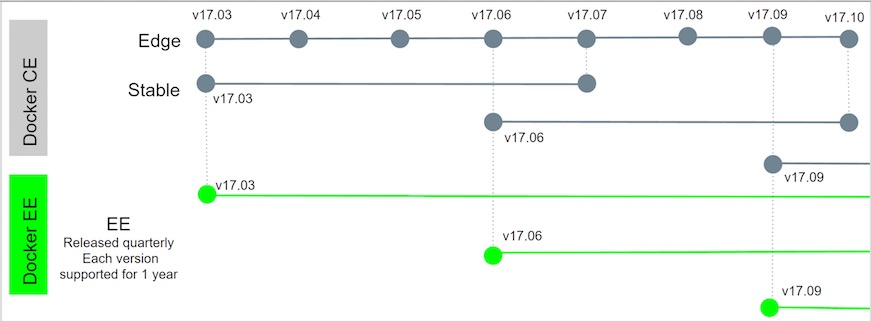 v17.03
v17.04
v17.05
v17.06
v17.07
v17.08
v17.09
v17.10
Docker CE
Edge
Stable
v17.03
v17.06
v17.09
Docker EE
v17.03
EE
Released quarterly
Each version
supported for 1 year
v17.06
v17.09